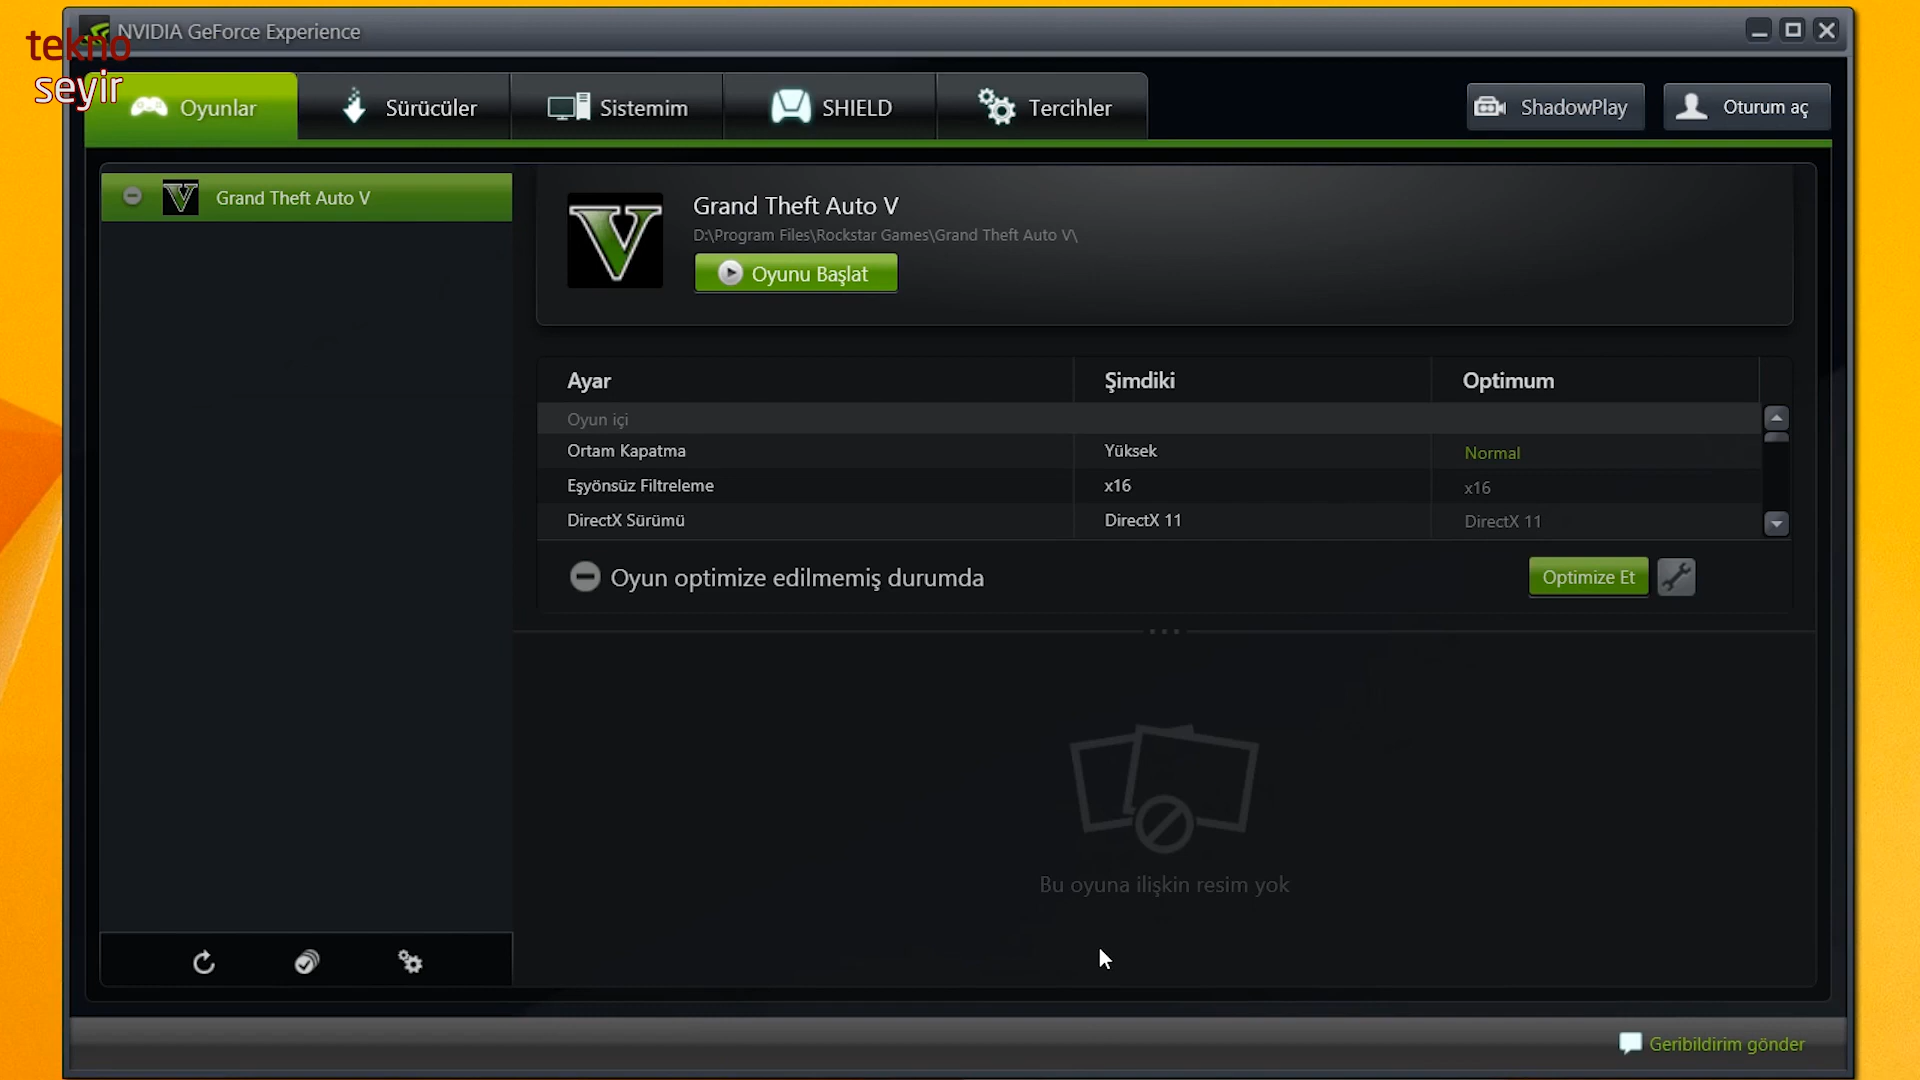 tekno
seyir
NVIDIA GeForce Experience
Oyunlar
Sürücüler
Sistemim
SHIELD
Tercihler
ShadowPlay
Oturum aç
V Grand Theft Auto V
V
Grand Theft Auto V
D:\Program Files\Rockstar Games\Grand Theft Auto V\
Oyunu Başlat
Ayar Şimdiki Optimum
Oyun içi
Ortam Kapatma Yüksek Normal
Eşyönsüz Filtreleme x16 x16
DirectX Sürümü DirectX 11 DirectX 11
Oyun optimize edilmemiş durumda
Optimize Et
Bu oyuna ilişkin resim yok
Geribildirim gönder